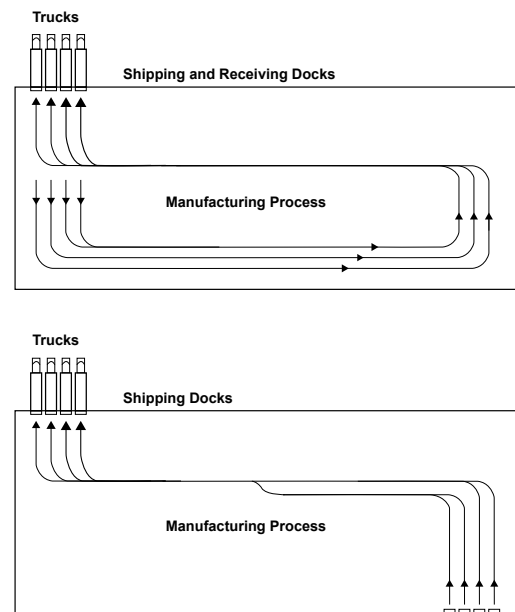 Trucks
Shipping and Receiving Docks
Manufacturing Process
Trucks
Shipping Docks
Manufacturing Process